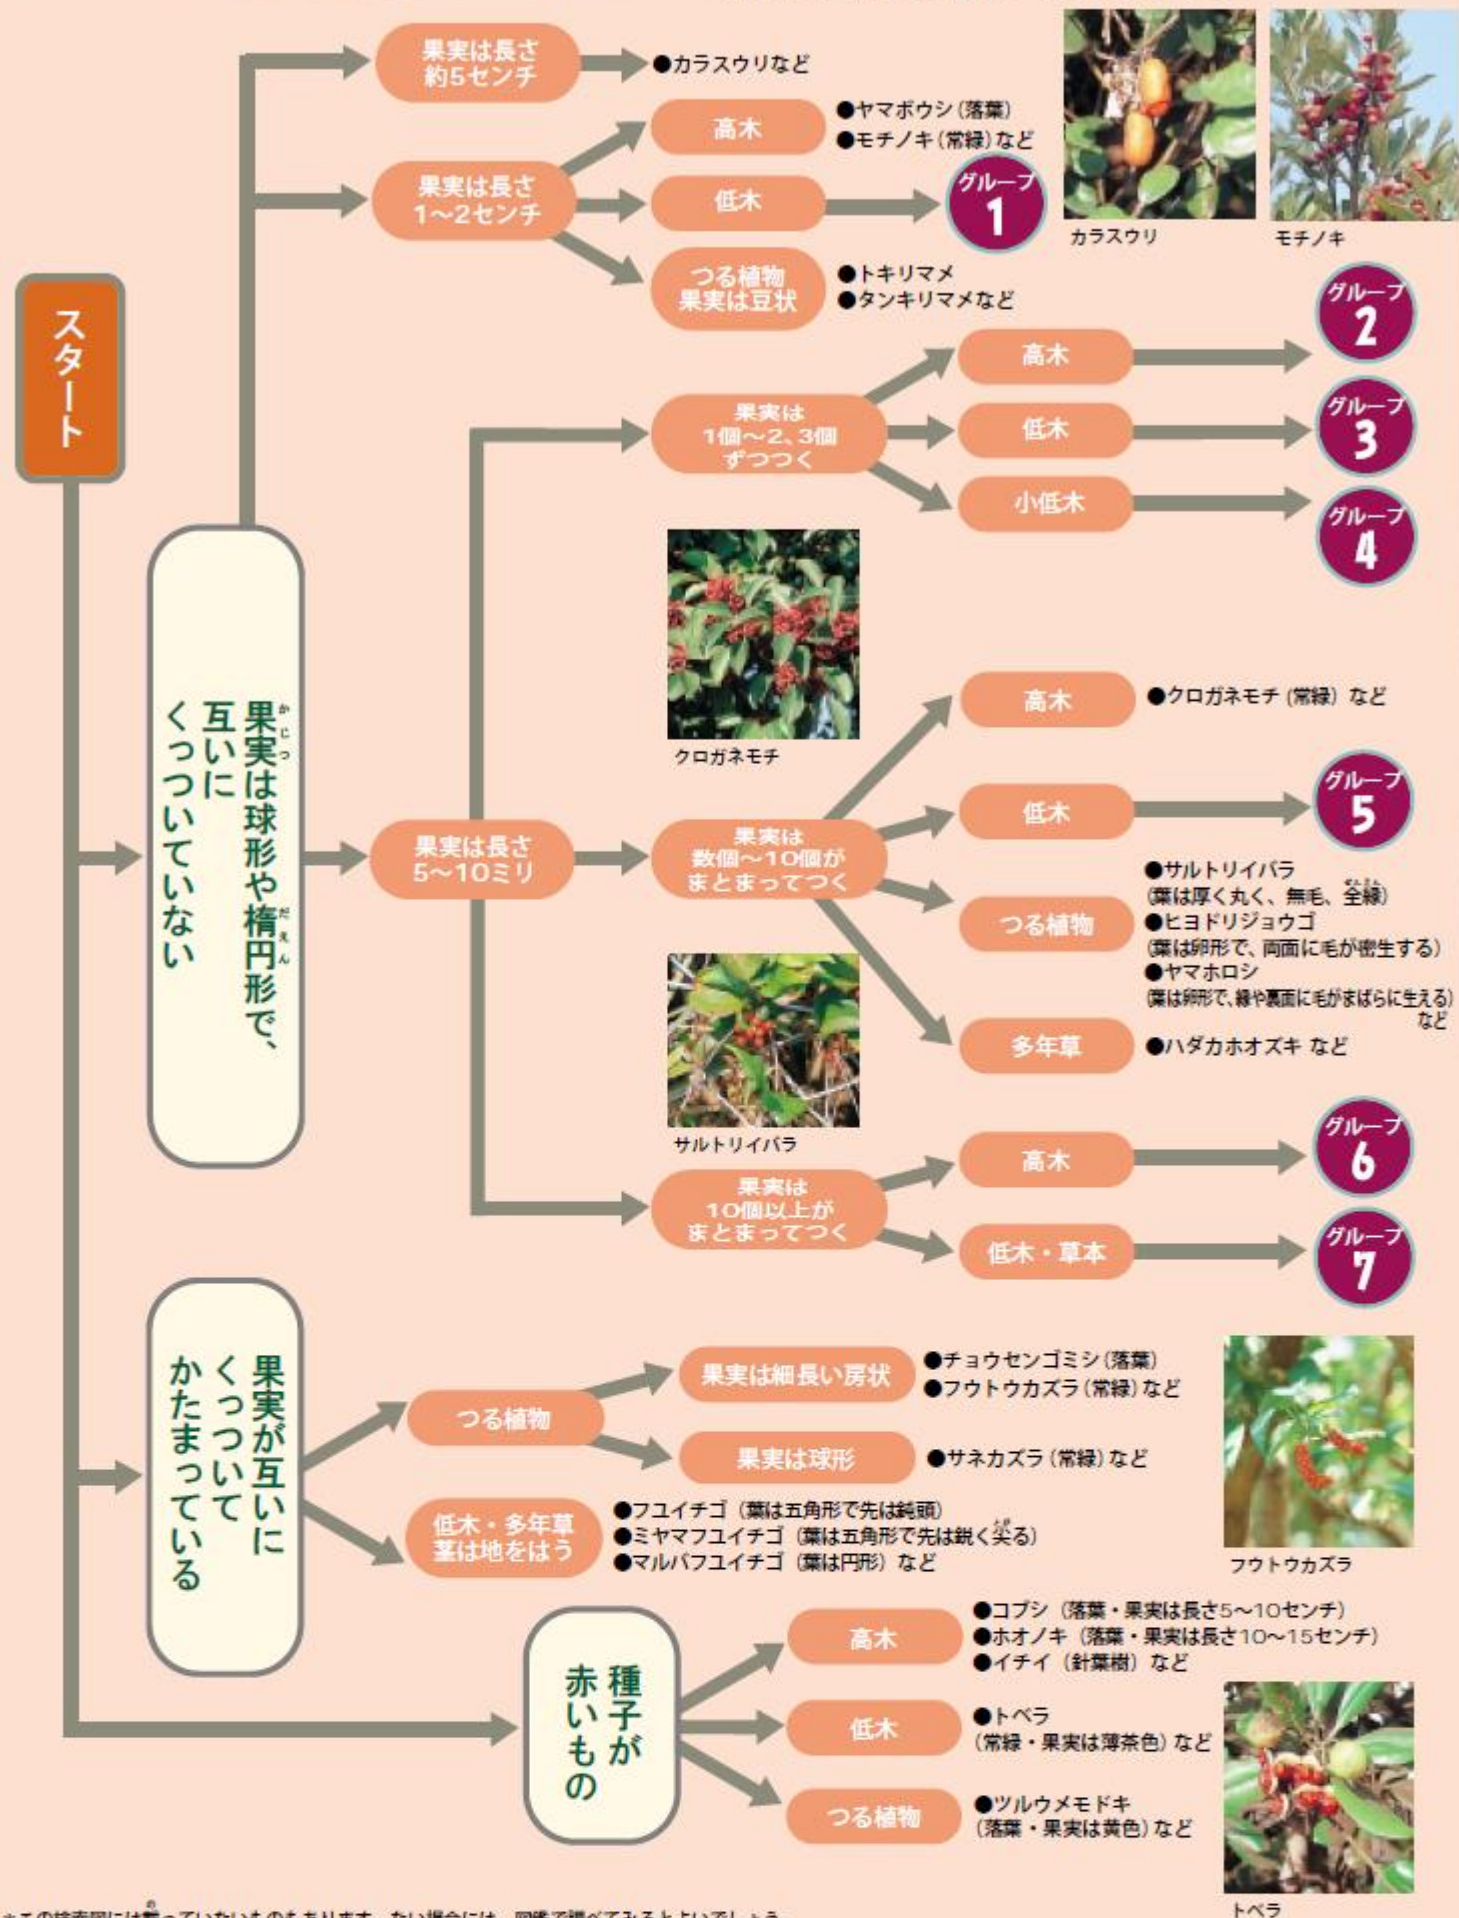 スタート
果実は球形や楕円形で、
かじつ
だえん
互いに
くっついていない
果実は長さ
約5センチ
●カラスウリなど
果実は長さ
1〜2センチ
高木
●ヤマボウシ(落葉)
●モチノキ(常緑)など
低木
グループ
1
つる植物
果実は豆状
●トキリマメ
●タンキリマメなど
カラスウリ
モチノキ
果実は長さ
5〜10ミリ
果実は
1個〜2、3個
ずつつく
高木
グループ
2
低木
グループ
3
小低木
グループ
4
クロガネモチ
果実は
数個〜10個が
まとまってつく
高木
●クロガネモチ (常緑) など
低木
グループ
5
つる植物
●サルトリイバラ
(葉は厚く丸く、無毛、全縁)
ぜんえん
●ヒヨドリジョウゴ
(葉は卵形で、両面に毛が密生する)
●ヤマホロシ
(葉は卵形で、縁や裏面に毛がまばらに生える)
など
多年草
●ハダカホオズキ など
サルトリイバラ
果実は
10個以上が
まとまってつく
高木
グループ
6
低木・草本
グループ
7
果実が互いに
くっついて
かたまっている
つる植物
果実は細長い房状
●チョウセンゴミシ(落葉)
●フウトウカズラ(常緑)など
果実は球形
●サネカズラ(常緑)など
低木・多年草
茎は地をはう
●フユイチゴ(葉は五角形で先は鈍頭)
●ミヤマフユイチゴ(葉は五角形で先は鋭く尖る)
とが
●マルバフユイチゴ(葉は円形)など
フウトウカズラ
種子が
赤いもの
高木
●コブシ(落葉・果実は長さ5〜10センチ)
●ホオノキ(落葉・果実は長さ10〜15センチ)
●イチイ(針葉樹)など
低木
●トベラ
(常緑・果実は薄茶色)など
つる植物
●ツルウメモドキ
(落葉・果実は黄色)など
トベラ